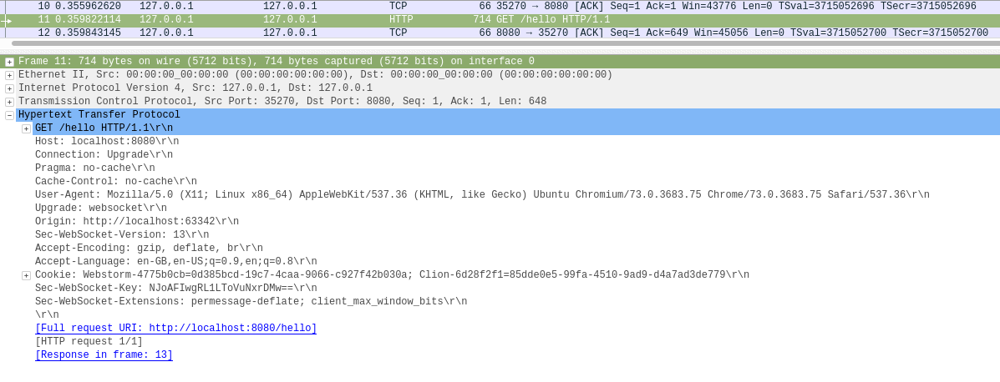 10 0.355962620 127.0.0.1 127.0.0.1 TCP 66 35270 → 8080 [ACK] Seq=1 Ack=1 Win=43776 Len=0 TSval=3715052696 TSecr=3715052696
11 0.359822114 127.0.0.1 127.0.0.1 HTTP 714 GET /hello HTTP/1.1
12 0.359843145 127.0.0.1 127.0.0.1 TCP 66 8080 → 35270 [ACK] Seq=1 Ack=649 Win=45056 Len=0 TSval=3715052700 TSecr=3715052700
Frame 11: 714 bytes on wire (5712 bits), 714 bytes captured (5712 bits) on interface 0
Ethernet II, Src: 00:00:00_00:00:00 (00:00:00:00:00:00), Dst: 00:00:00_00:00:00 (00:00:00:00:00:00)
Internet Protocol Version 4, Src: 127.0.0.1, Dst: 127.0.0.1
Transmission Control Protocol, Src Port: 35270, Dst Port: 8080, Seq: 1, Ack: 1, Len: 648
Hypertext Transfer Protocol
GET /hello HTTP/1.1\r\n
Host: localhost:8080\r\n
Connection: Upgrade\r\n
Pragma: no-cache\r\n
Cache-Control: no-cache\r\n
User-Agent: Mozilla/5.0 (X11; Linux x86_64) AppleWebKit/537.36 (KHTML, like Gecko) Ubuntu Chromium/73.0.3683.75 Chrome/73.0.3683.75 Safari/537.36\r\n
Upgrade: websocket\r\n
Origin: http://localhost:63342\r\n
Sec-WebSocket-Version: 13\r\n
Accept-Encoding: gzip, deflate, br\r\n
Accept-Language: en-GB,en-US;q=0.9,en;q=0.8\r\n
Cookie: Webstorm-4775b0cb=0d385bcd-19c7-4caa-9066-c927f42b030a; Clion-6d28f2f1=85dde0e5-99fa-4510-9ad9-d4a7ad3de779\r\n
Sec-WebSocket-Key: NJoAFIwgRL1LToVuNxrDMw==\r\n
Sec-WebSocket-Extensions: permessage-deflate; client_max_window_bits\r\n
\r\n
[Full request URI: http://localhost:8080/hello]
[HTTP request 1/1]
[Response in frame: 13]